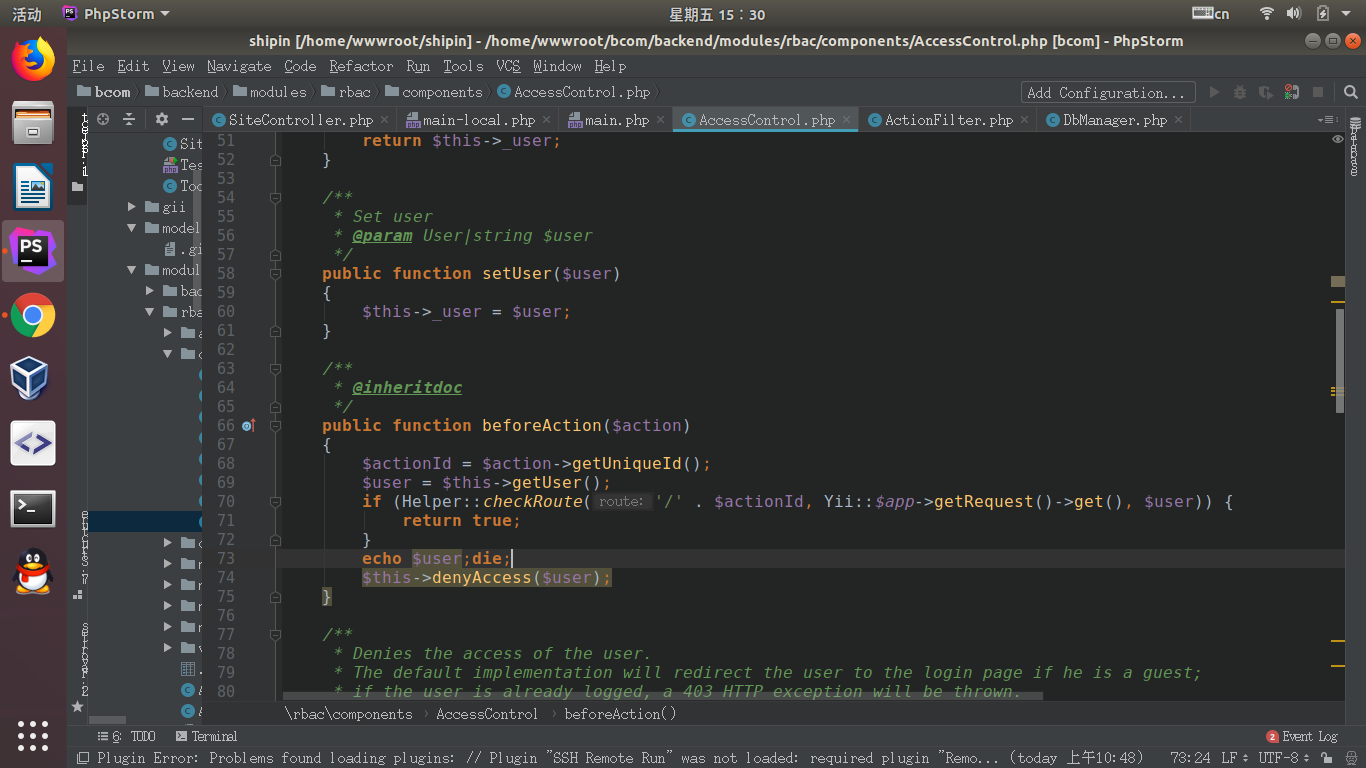 活动 PhpStorm 星期五 15：30 cn
shipin [/home/wwwroot/shipin] - /home/wwwroot/bcom/backend/modules/rbac/components/AccessControl.php [bcom] - PhpStorm
File Edit View Navigate Code Refactor Run Tools VCS Window Help
bcom backend modules rbac components AccessControl.php Add Configuration...
SiteController.php main-local.php main.php AccessControl.php ActionFilter.php DbManager.php
Sit
Tes
Too
gii
model
.gi
modul
bac
rba
51 return $this->_user;
52 }
53
54 /**
55 * Set user
56 * @param User|string $user
57 */
58 public function setUser($user)
59 {
60 $this->_user = $user;
61 }
62
63 /**
64 * @inheritdoc
65 */
66 public function beforeAction($action)
67 {
68 $actionId = $action->getUniqueId();
69 $user = $this->getUser();
70 if (Helper::checkRoute( route: '/' . $actionId, Yii::$app->getRequest()->get(), $user)) {
71 return true;
72 }
73 echo $user;die;
74 $this->denyAccess($user);
75 }
76
77 /**
78 * Denies the access of the user.
79 * The default implementation will redirect the user to the login page if he is a guest;
80 * if the user is already logged, a 403 HTTP exception will be thrown.
\rbac\components › AccessControl › beforeAction()
6: TODO Terminal 2 Event Log
Plugin Error: Problems found loading plugins: // Plugin "SSH Remote Run" was not loaded: required plugin "Remo... (today 上午10:48) 73:24 LF UTF-8